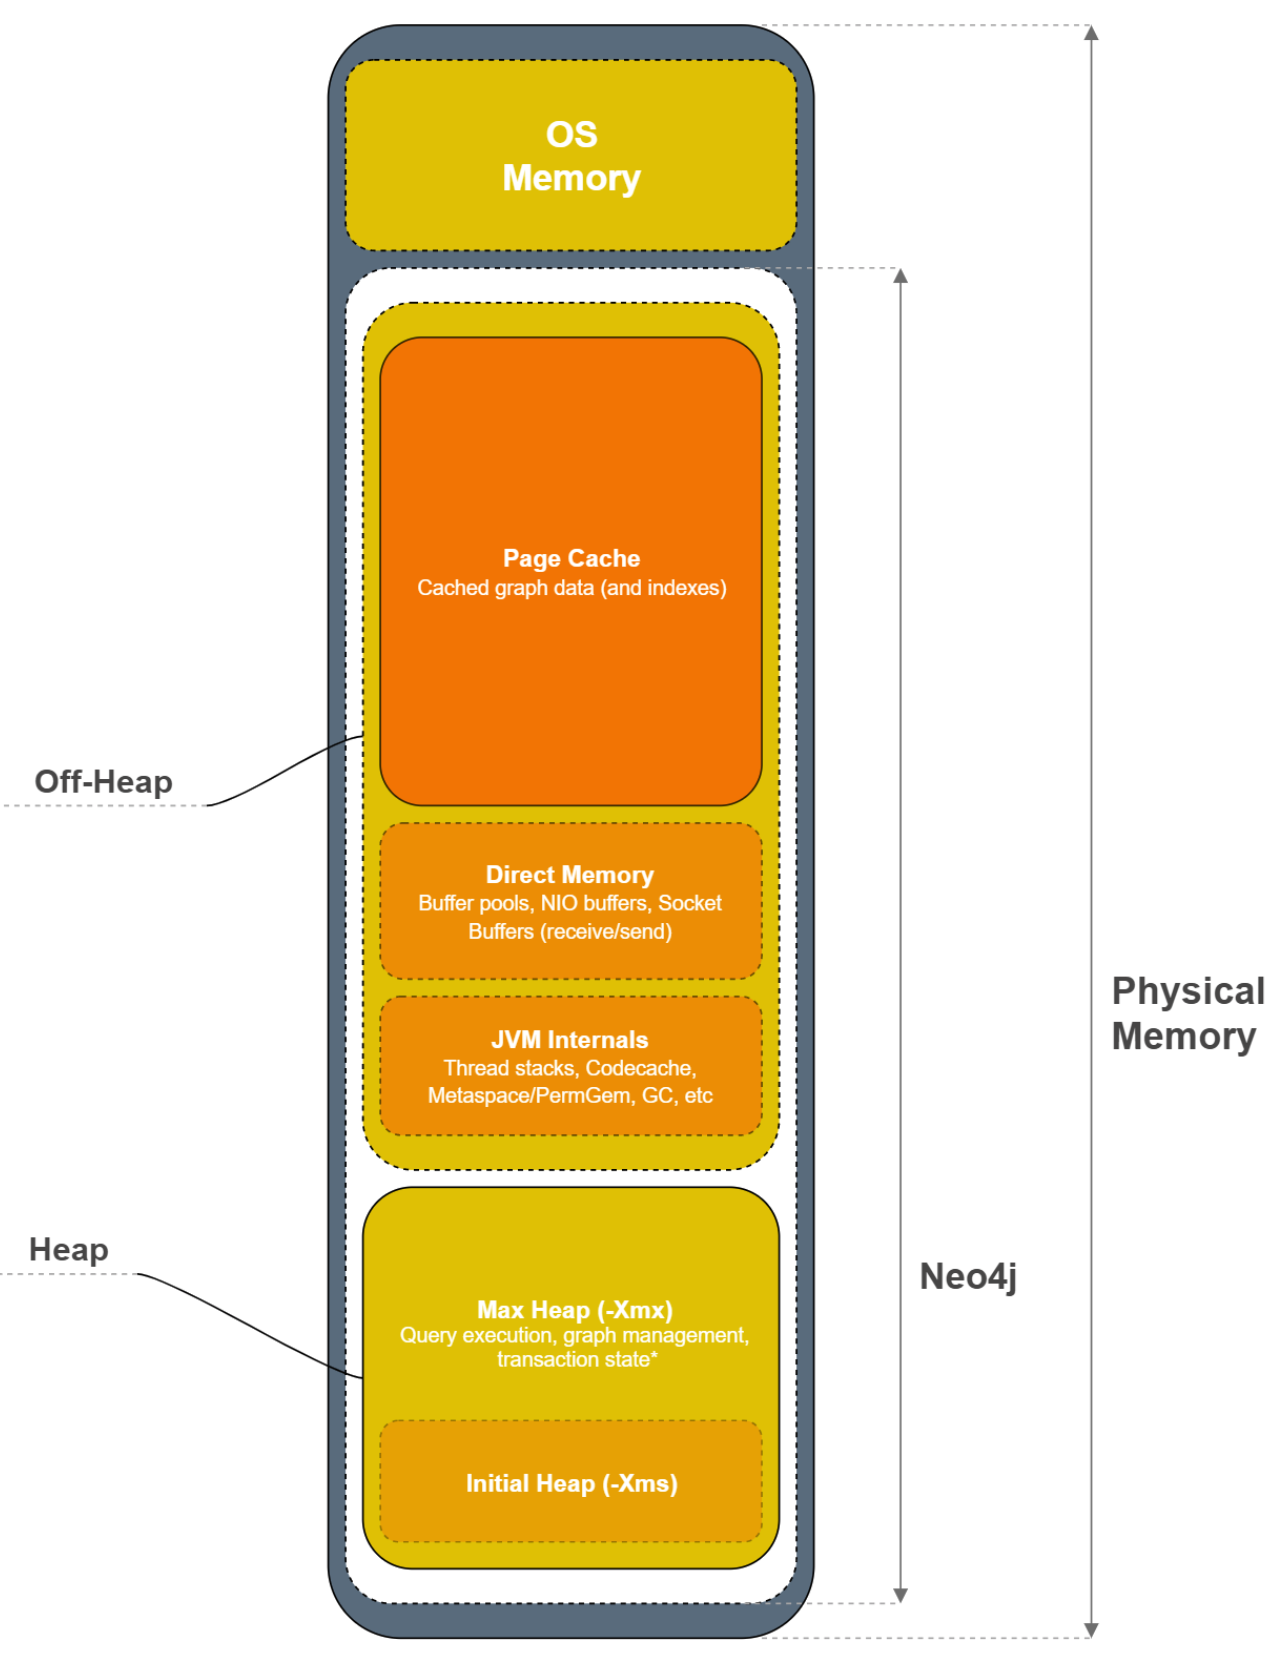 OS
Memory
Page Cache
Cached graph data (and indexes)
Off-Heap
Direct Memory
Buffer pools, NIO buffers, Socket
Buffers (receive/send)
Physical
Memory
JVM Internals
Thread stacks, Codecache,
Metaspace/PermGem, GC, etc
Heap
Neo4j
Max Heap (-Xmx)
Query execution, graph management,
transaction state*
Initial Heap (-Xms)